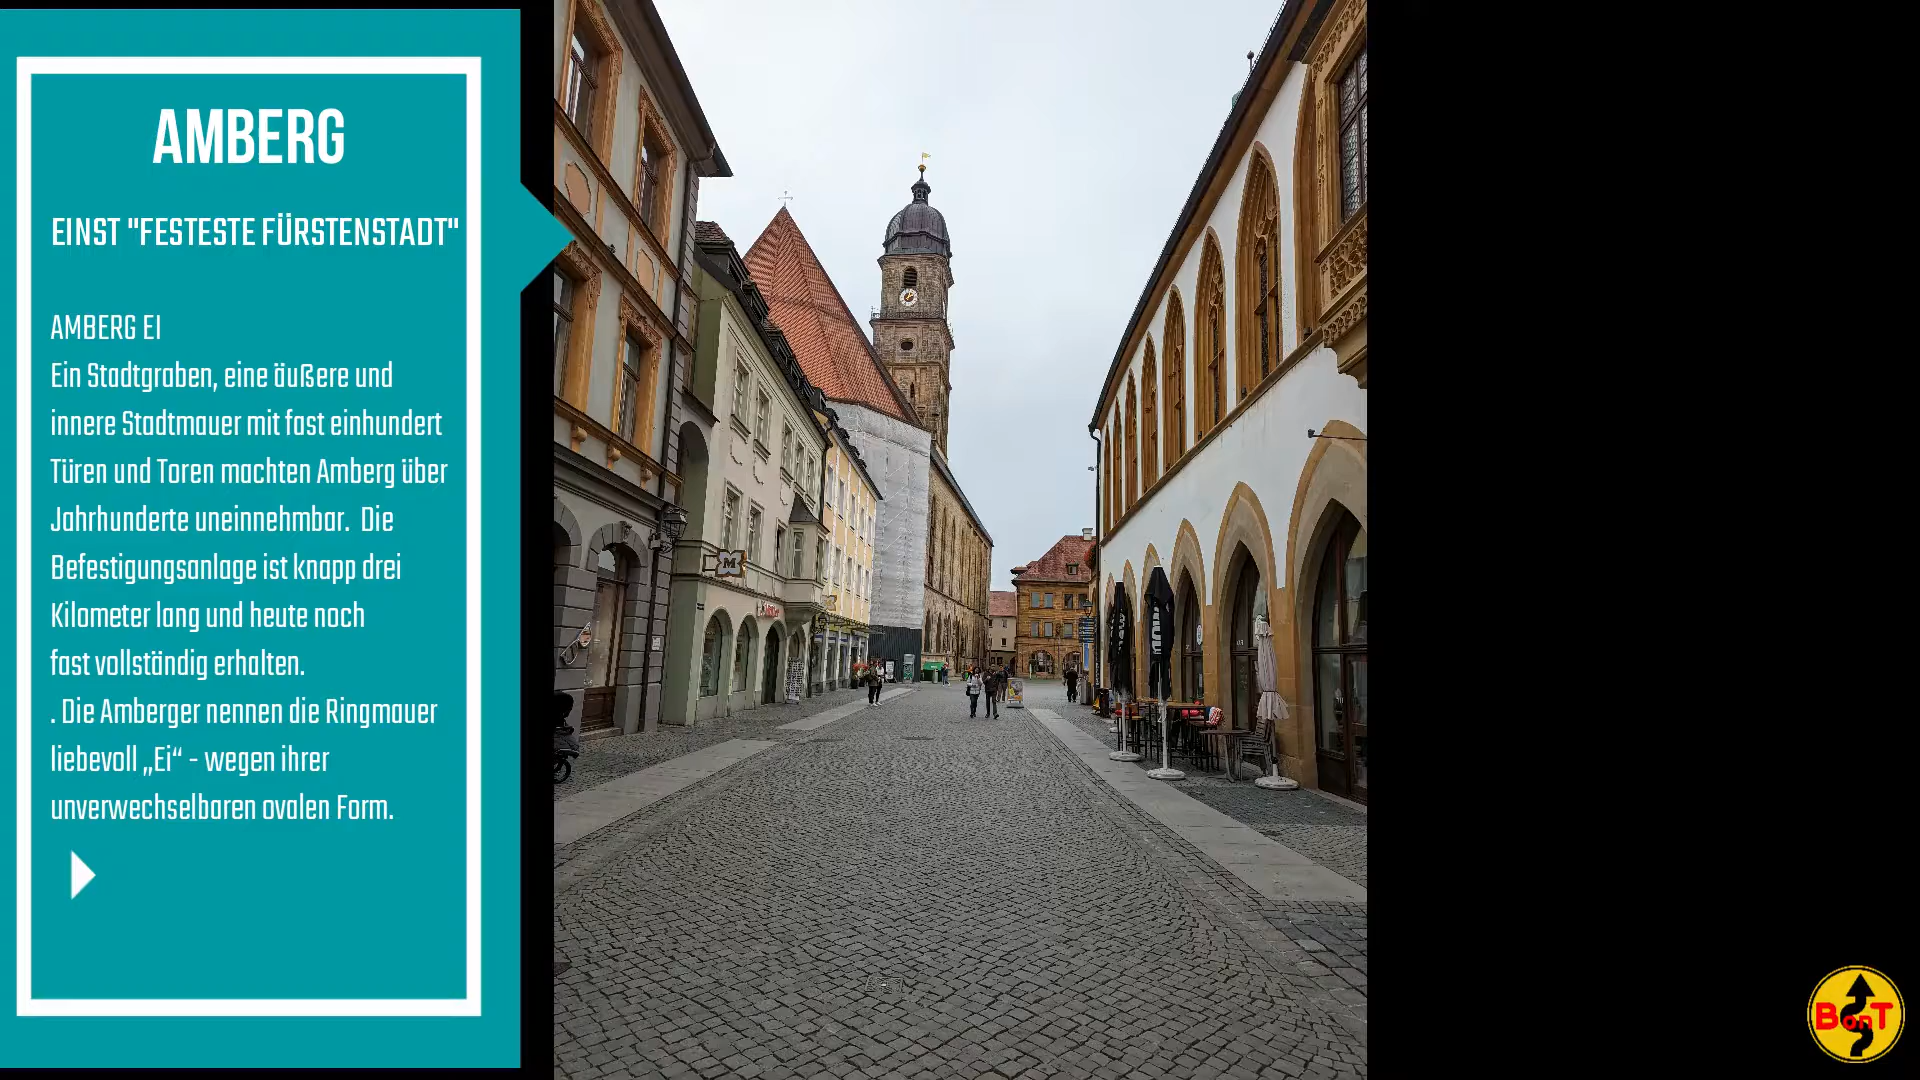 AMBERG
EINST "FESTESTE FÜRSTENSTADT"
AMBERG EI
Ein Stadtgraben, eine äußere und
innere Stadtmauer mit fast einhundert
Türen und Toren machten Amberg über
Jahrhunderte uneinnehmbar.  Die
Befestigungsanlage ist knapp drei
Kilometer lang und heute noch
fast vollständig erhalten.
. Die Amberger nennen die Ringmauer
liebevoll „Ei“ - wegen ihrer
unverwechselbaren ovalen Form.
M
BonT